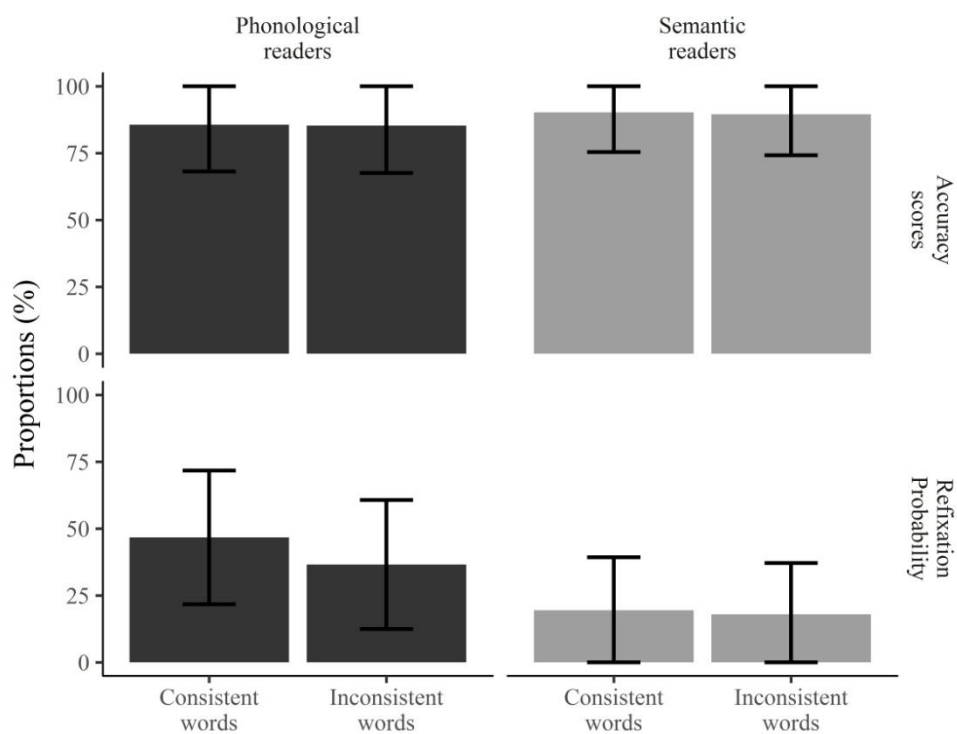 Phonological
readers
Semantic
readers
Proportions (%)
100
75
50
25
0
Accuracy
scores
100
75
50
25
0
Refixation
Probability
Consistent
words
Inconsistent
words
Consistent
words
Inconsistent
words